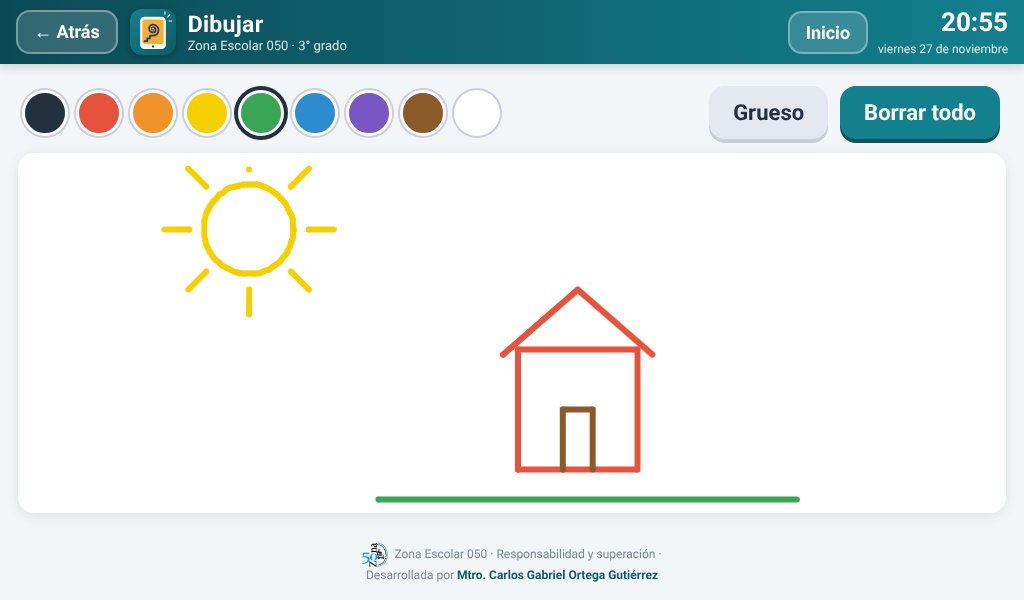 ← Atrás
Dibujar
Zona Escolar 050 · 3° grado
Inicio
20:55
viernes 27 de noviembre
Grueso
Borrar todo
Zona Escolar 050 · Responsabilidad y superación ·
Desarrollada por Mtro. Carlos Gabriel Ortega Gutiérrez